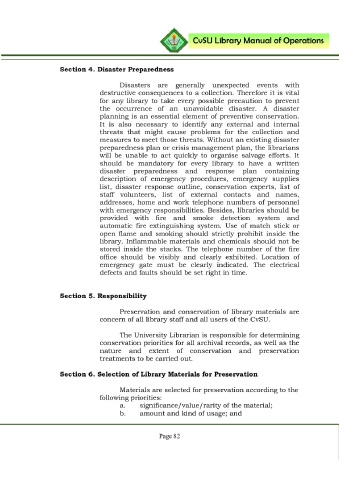 CvSU Library Manual of Operations
Section 4. Disaster Preparedness
Disasters are generally unexpected events with
destructive consequences to a collection. Therefore it is vital
for any library to take every possible precaution to prevent
the occurrence of an unavoidable disaster. A disaster
planning is an essential element of preventive conservation.
It is also necessary to identify any external and internal
threats that might cause problems for the collection and
measures to meet those threats. Without an existing disaster
preparedness plan or crisis management plan, the librarians
will be unable to act quickly to organise salvage efforts. It
should be mandatory for every library to have a written
disaster preparedness and response plan containing
description of emergency procedures, emergency supplies
list, disaster response outline, conservation experts, list of
staff volunteers, list of external contacts and names,
addresses, home and work telephone numbers of personnel
with emergency responsibilities. Besides, libraries should be
provided with fire and smoke detection system and
automatic fire extinguishing system. Use of match stick or
open flame and smoking should strictly prohibit inside the
library. Inflammable materials and chemicals should not be
stored inside the stacks. The telephone number of the fire
office should be visibly and clearly exhibited. Location of
emergency gate must be clearly indicated. The electrical
defects and faults should be set right in time.
Section 5. Responsibility
Preservation and conservation of library materials are
concern of all library staff and all users of the CvSU.
The University Librarian is responsible for determining
conservation priorities for all archival records, as well as the
nature and extent of conservation and preservation
treatments to be carried out.
Section 6. Selection of Library Materials for Preservation
Materials are selected for preservation according to the
following priorities:
a. significance/value/rarity of the material;
b. amount and kind of usage; and
Page 82